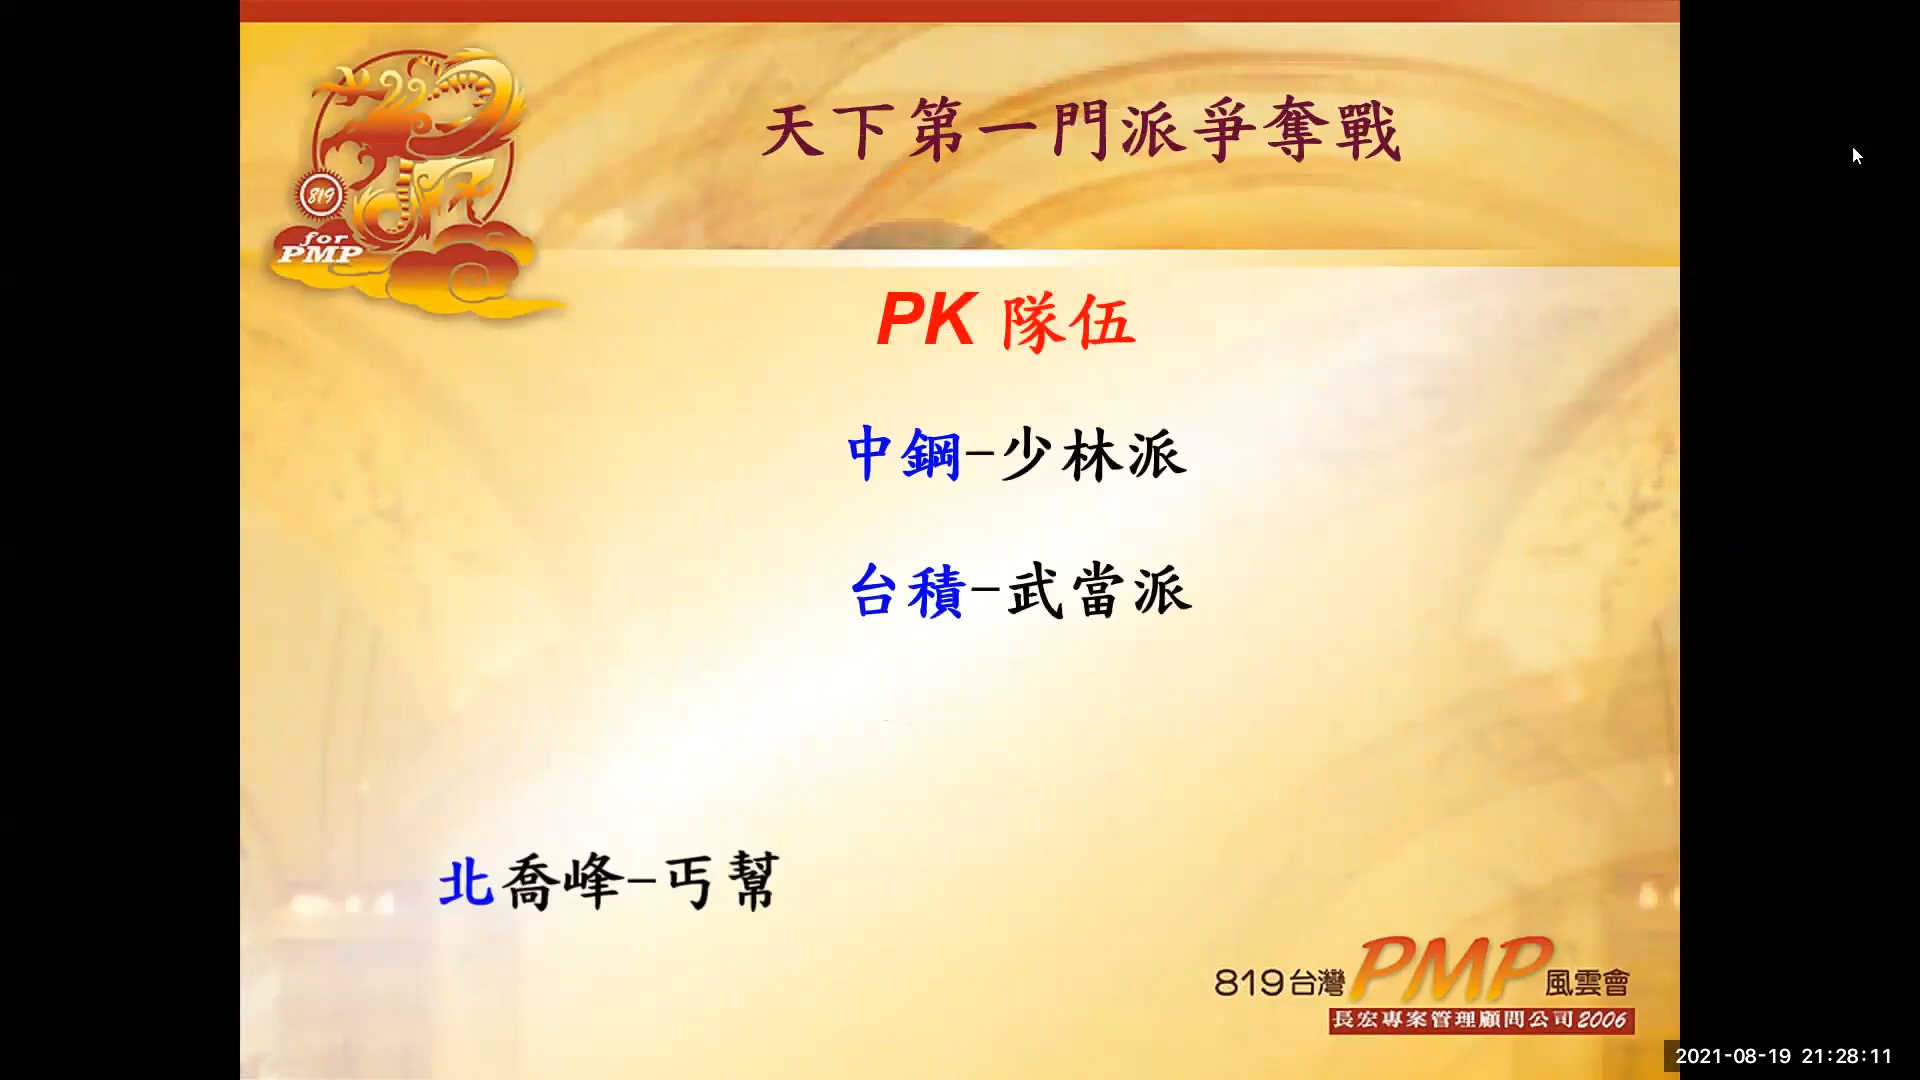 天下第一門派爭奪戰
819
for
PMP
PK 隊伍
中鋼-少林派
台積-武當派
北喬峰-丐幫
819台灣PMP風雲會
長宏專案管理顧問公司2006
2021-08-19 21:28:11